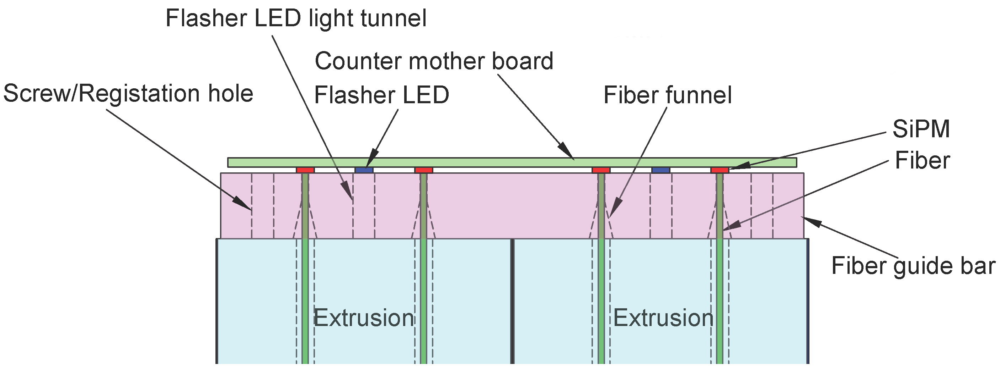 Flasher LED light tunnel
Counter mother board
Screw/Registation hole
Flasher LED
Fiber funnel
SiPM
Fiber
Fiber guide bar
Extrusion
Extrusion